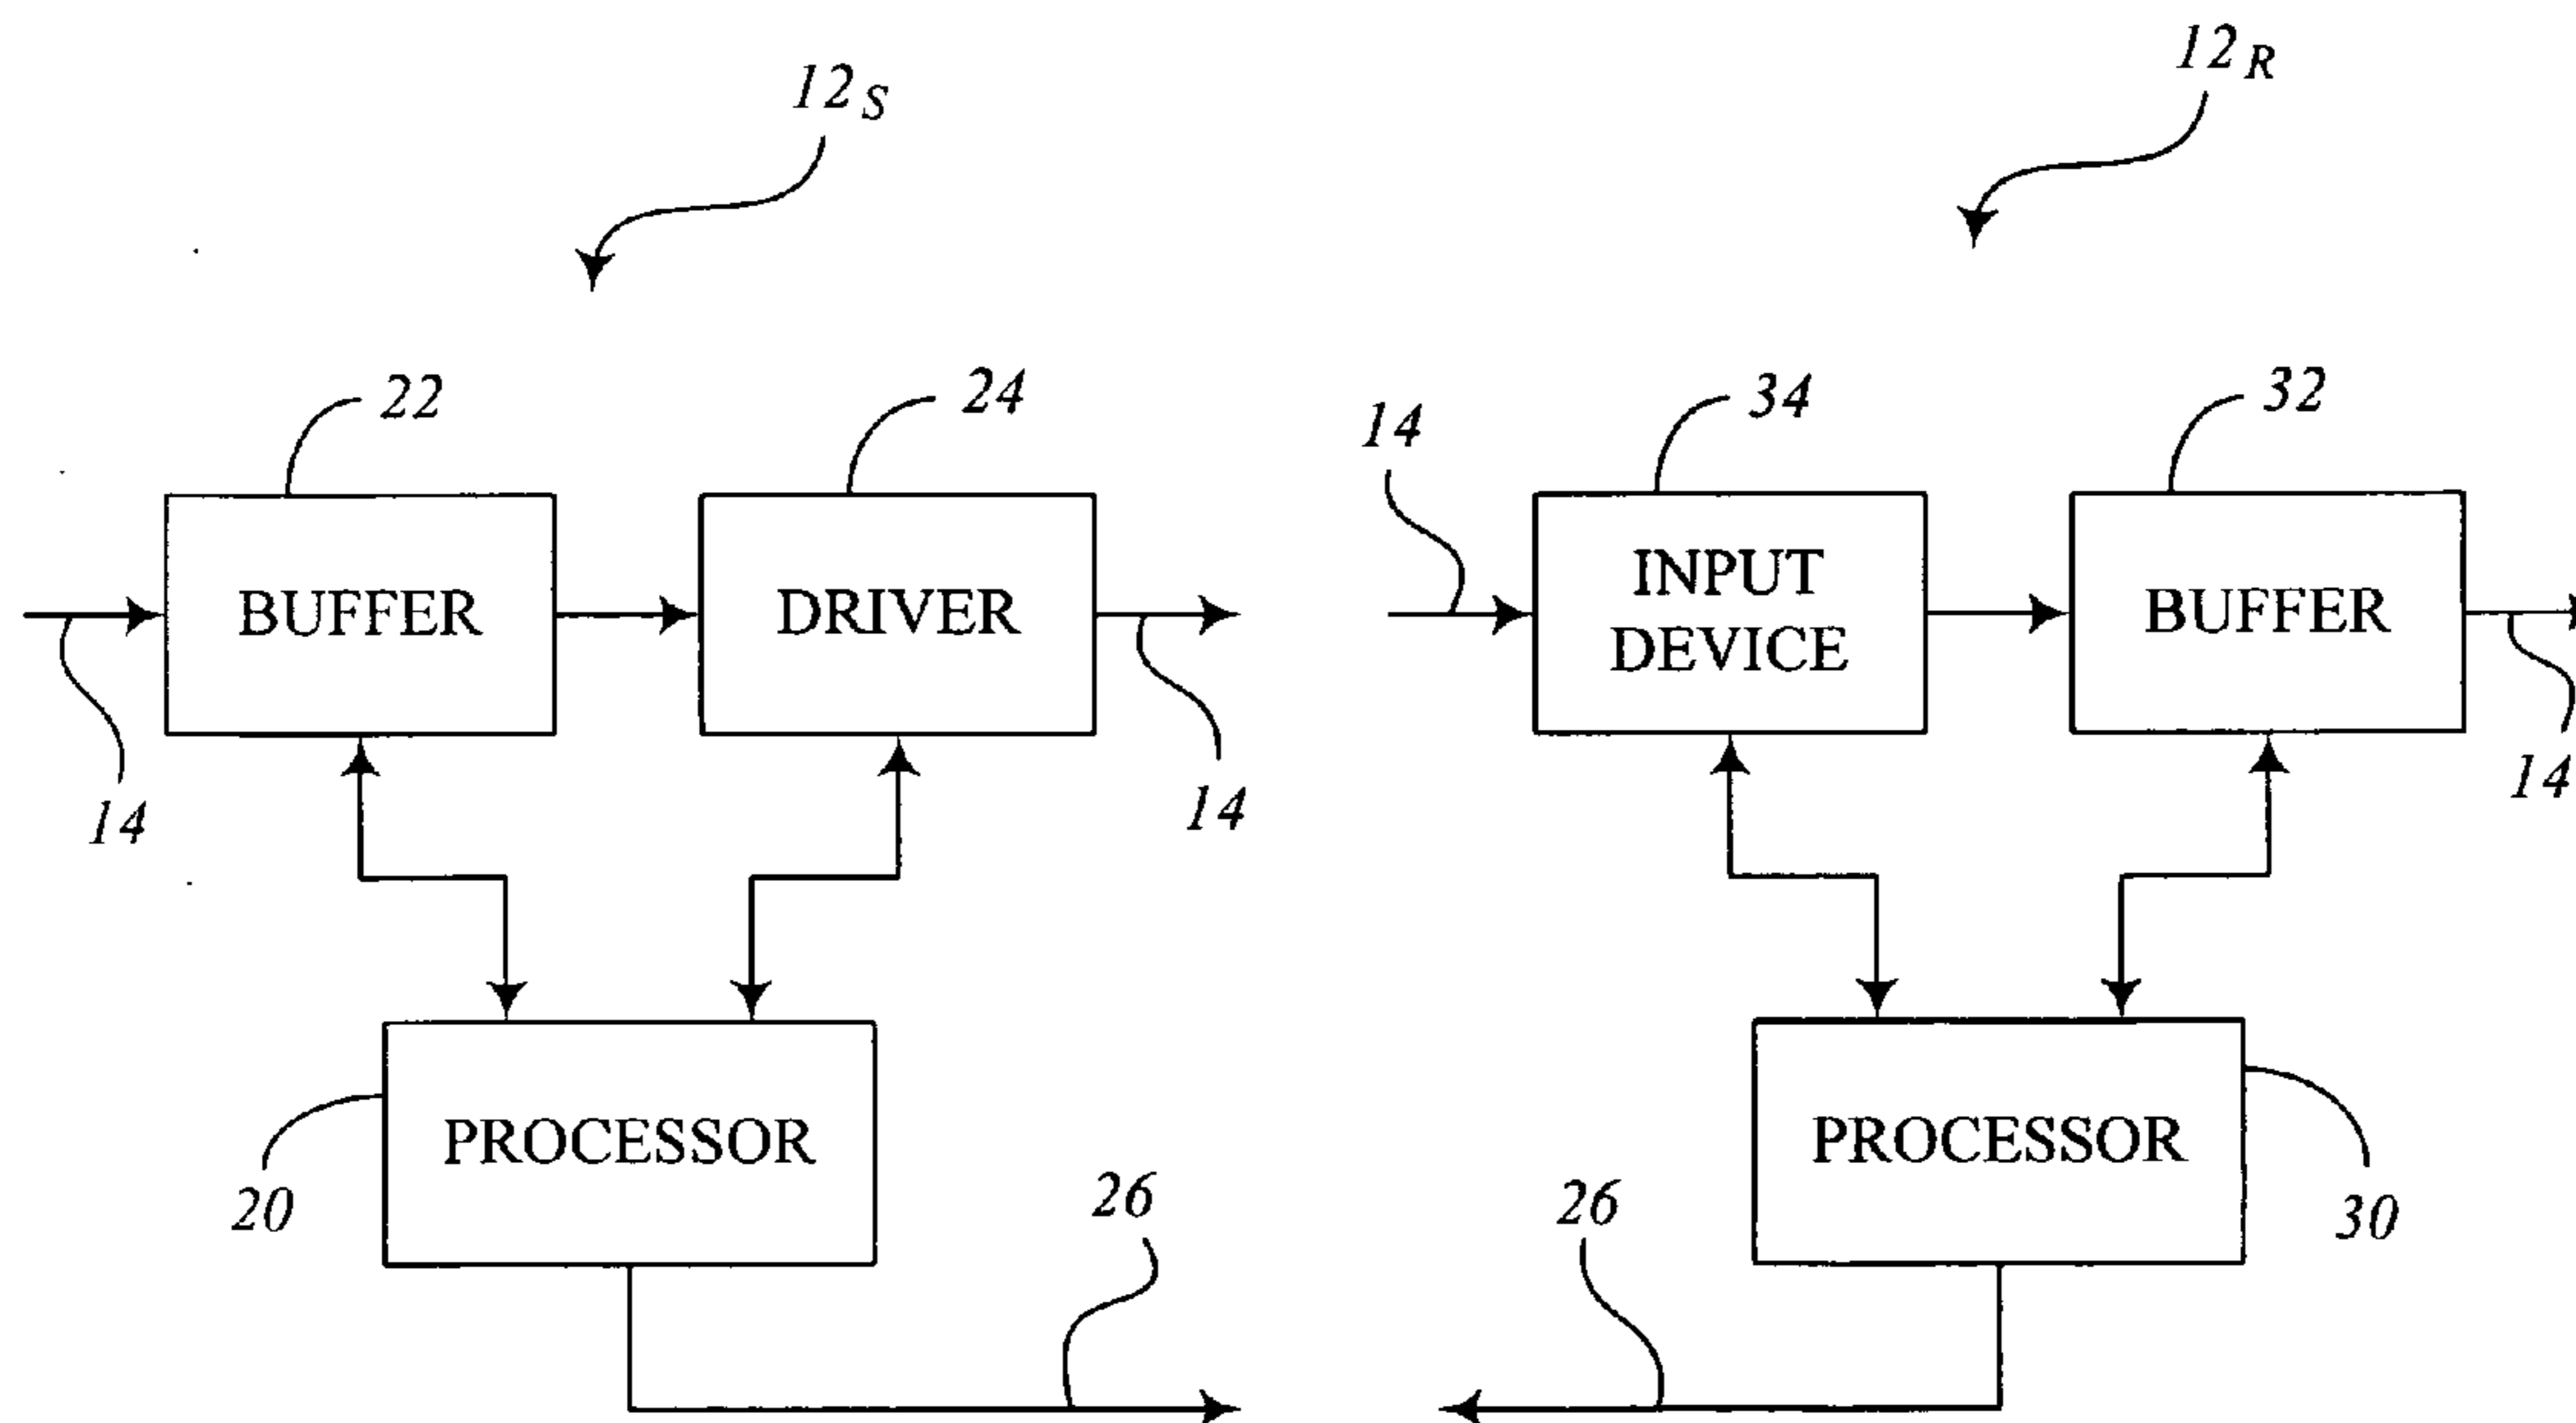 12S
12R
22
24
34
32
14
BUFFER
DRIVER
INPUT
DEVICE
BUFFER
14
14
14
PROCESSOR
PROCESSOR
20
26
26
30